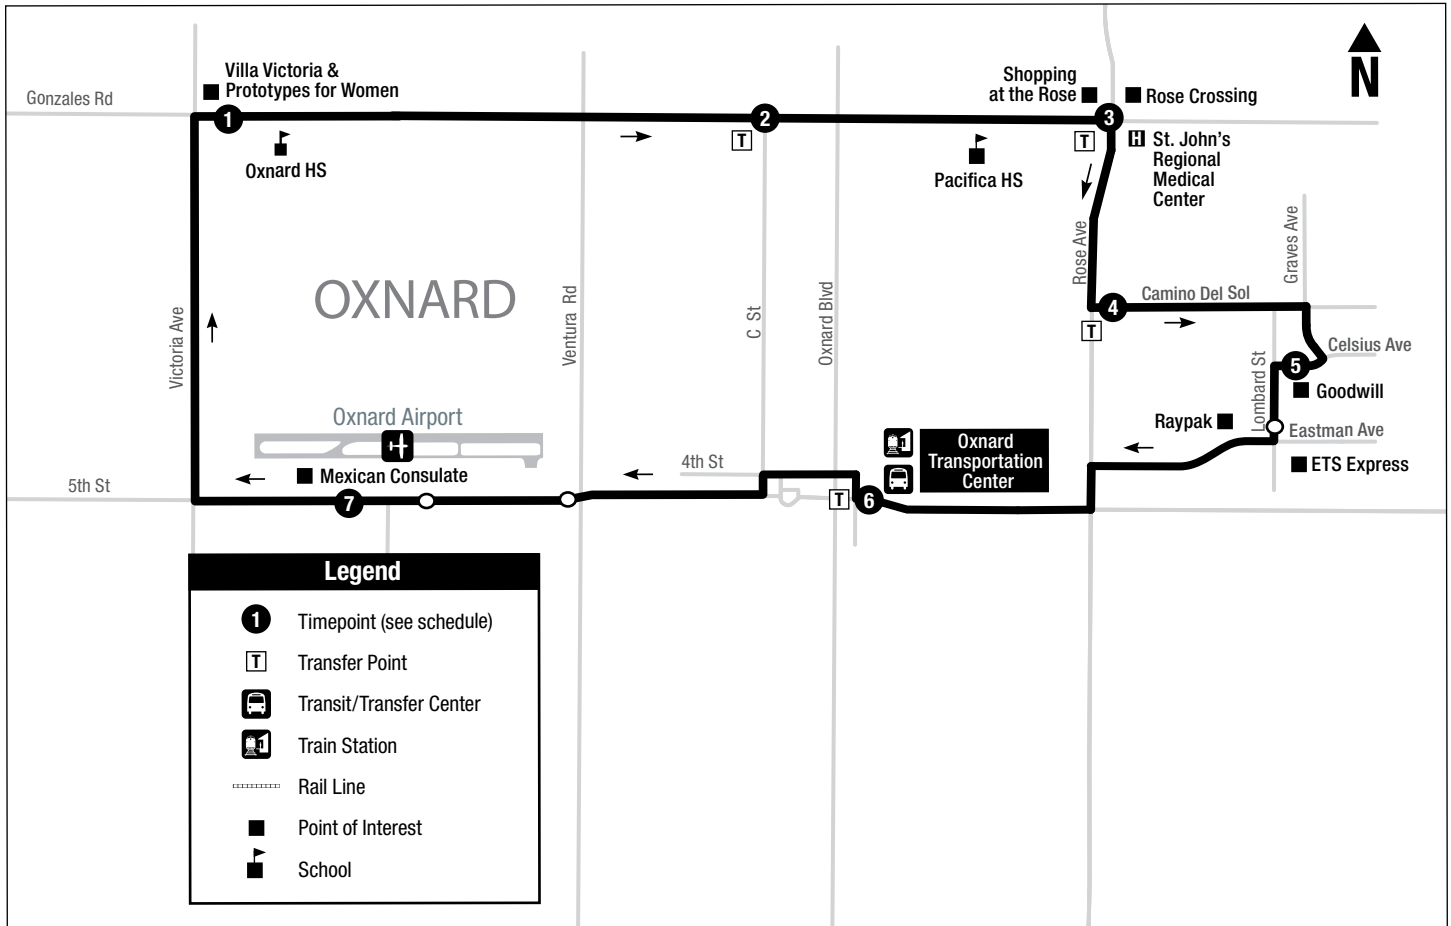 Villa Victoria &
Prototypes for Women
Gonzales Rd
1
Oxnard HS
2
T
Shopping
at the Rose
3
Rose Crossing
T
H
St. John's
Regional
Medical
Center
Pacifica HS
N
Rose Ave
Graves Ave
OXNARD
Victoria Ave
Ventura Rd
C St
Oxnard Blvd
4
Camino Del Sol
T
Celsius Ave
5
Lombard St
Goodwill
Raypak
Eastman Ave
ETS Express
Oxnard Airport
Mexican Consulate
5th St
7
4th St
Oxnard
Transportation
Center
T
6
Legend
1 Timepoint (see schedule)
T Transfer Point
Transit/Transfer Center
Train Station
Rail Line
Point of Interest
School